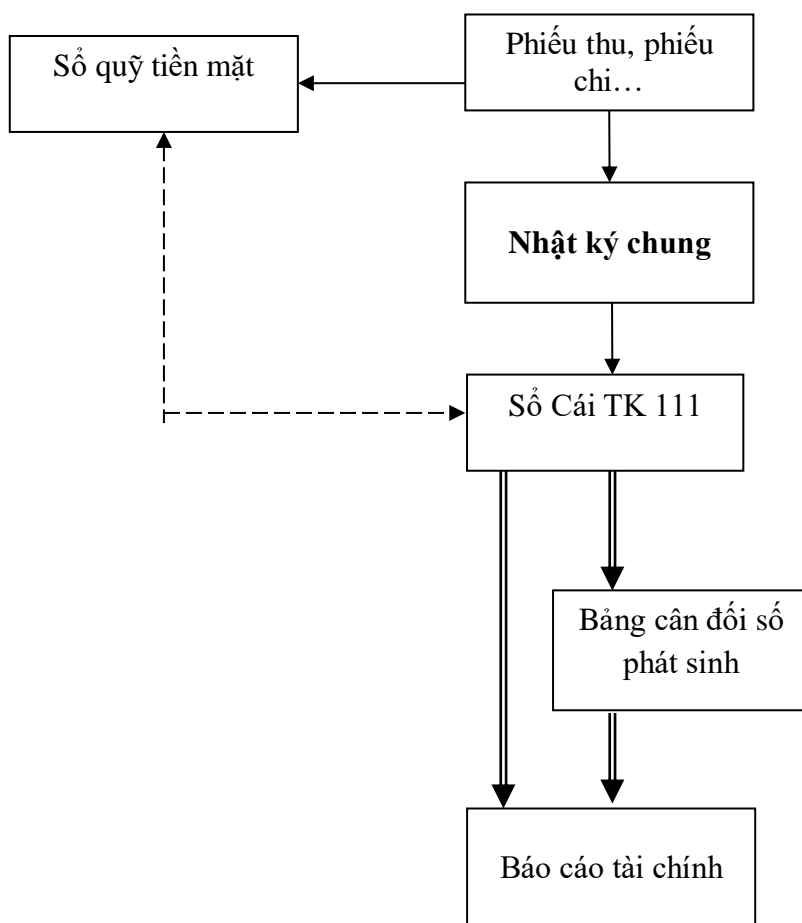 Sổ quỹ tiền mặt
Phiếu thu, phiếu
chi…
Nhật ký chung
Sổ Cái TK 111
Bảng cân đối số
phát sinh
Báo cáo tài chính